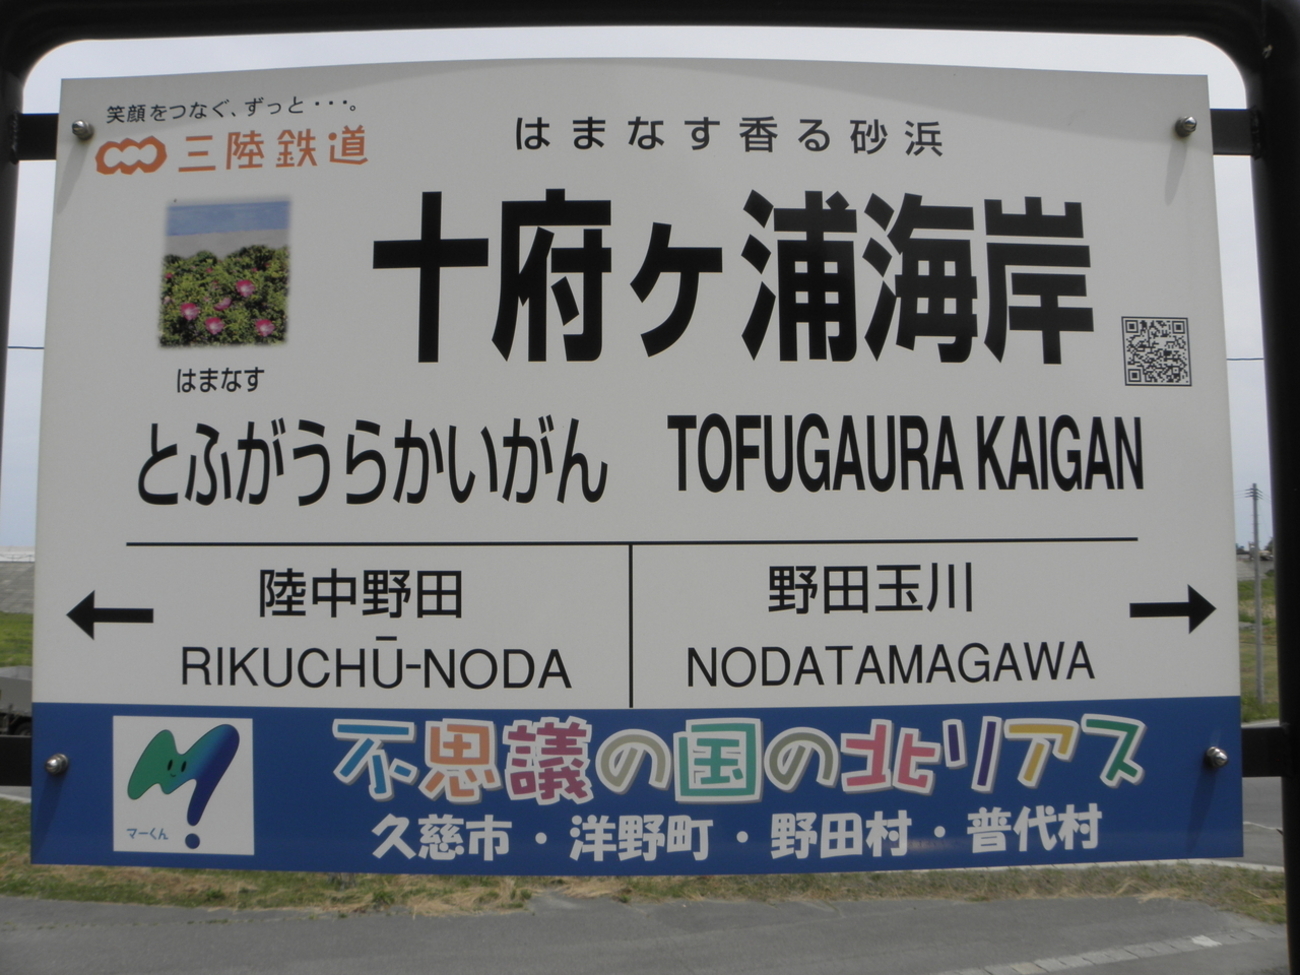 笑顔をつなぐ、ずっと・・・。
三陸鉄道
はまなす香る砂浜
十府ヶ浦海岸
はまなす
とふがうらかいがん TOFUGAURA KAIGAN
陸中野田 野田玉川
RIKUCHŪ-NODA NODATAMAGAWA
不思議の国の北リアス
マーくん
久慈市・洋野町・野田村・普代村